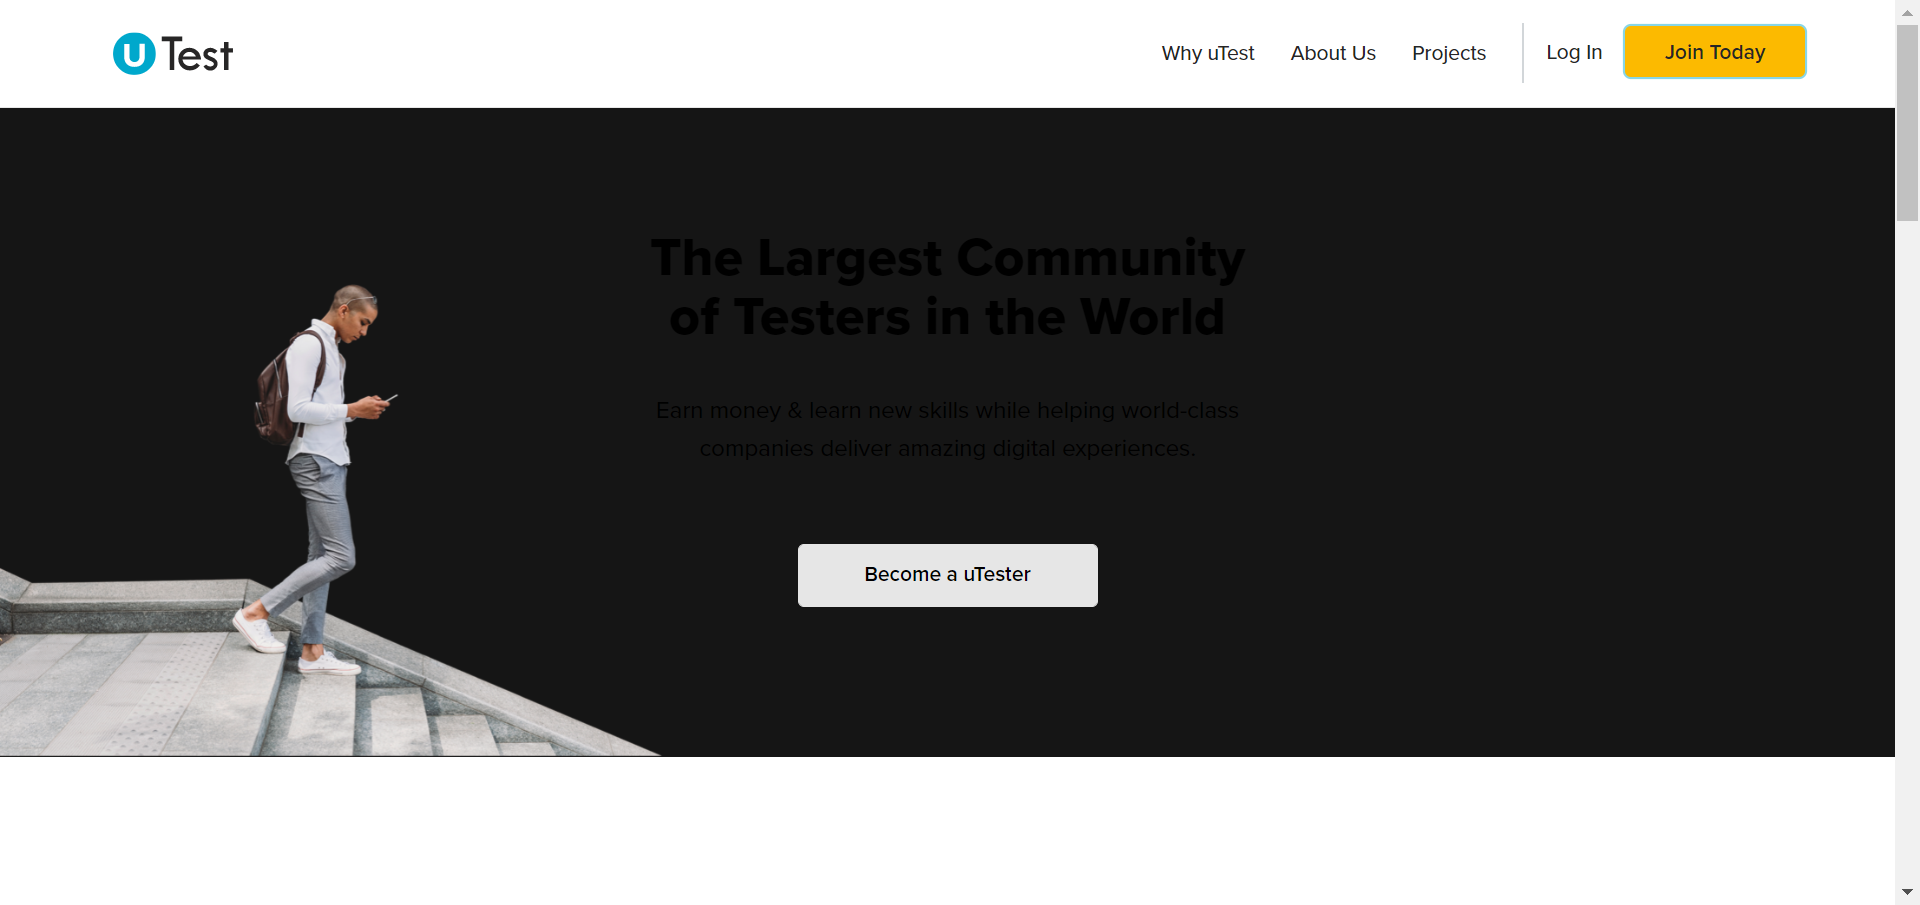 uTest
Why uTest
About Us
Projects
Log In
Join Today
The Largest Community
of Testers in the World
Earn money & learn new skills while helping world-class
companies deliver amazing digital experiences.
Become a uTester